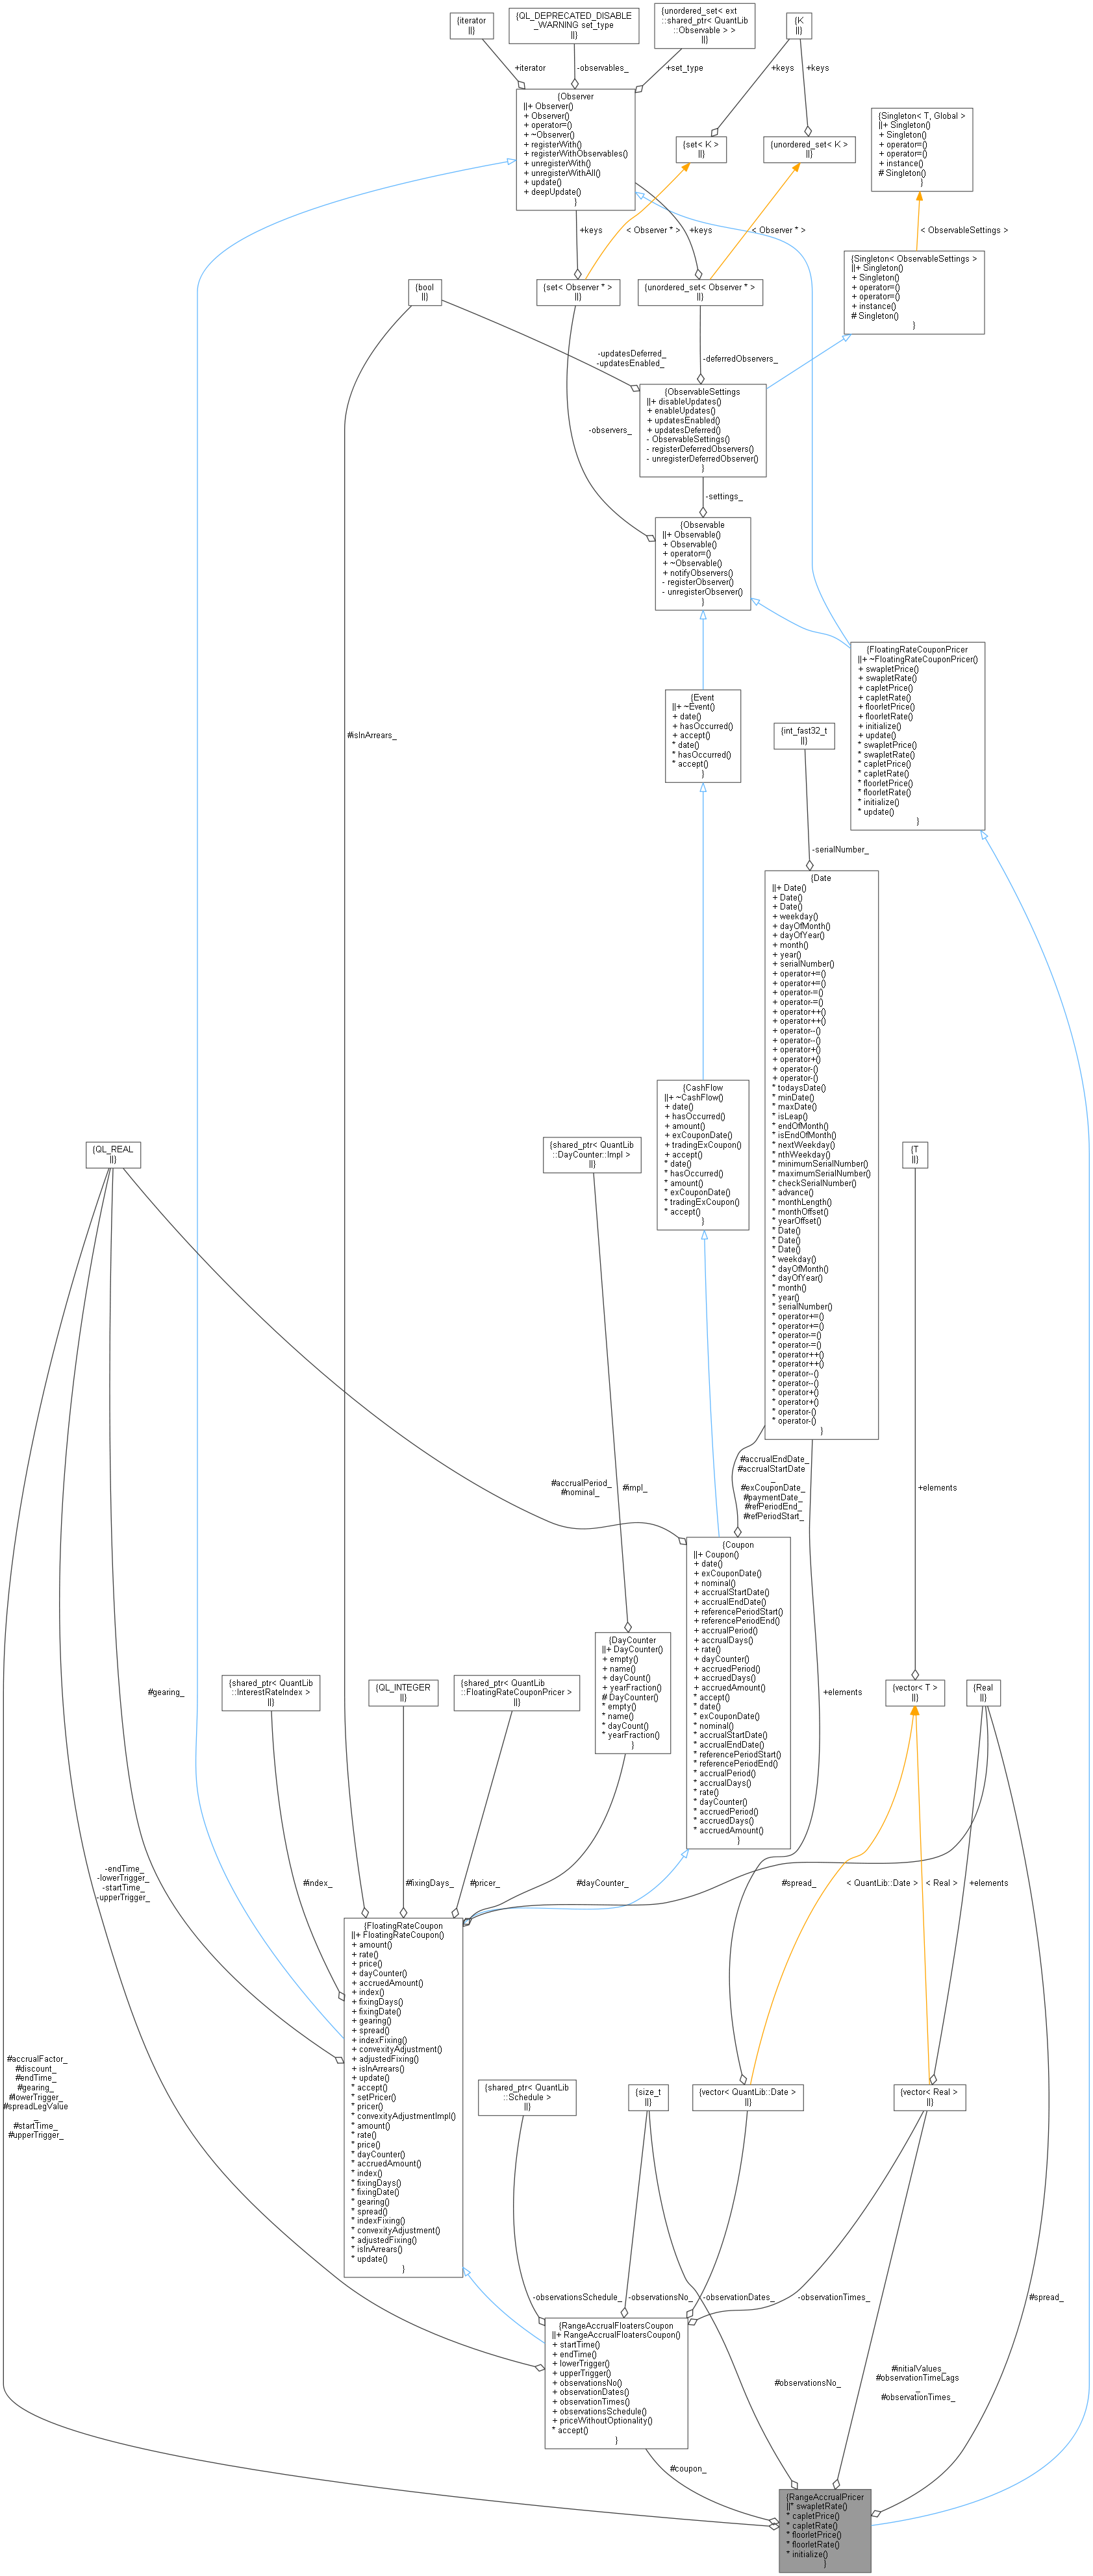 {iterator
||}
{QL_DEPRECATED_DISABLE
_WARNING set_type
||}
{unordered_set< ext
::shared_ptr< QuantLib
::Observable > >
||}
{K
||}
+iterator
-observables_
+set_type
+keys
+keys
{Observer
||+ Observer()
+ Observer()
+ operator=()
+ ~Observer()
+ registerWith()
+ registerWithObservables()
+ unregisterWith()
+ unregisterWithAll()
+ update()
+ deepUpdate()
}
{set< K >
||}
{unordered_set< K >
||}
{Singleton< T, Global >
||+ Singleton()
+ Singleton()
+ operator=()
+ operator=()
+ instance()
# Singleton()
}
+keys
< Observer * >
+keys
< Observer * >
< ObservableSettings >
{bool
||}
{set< Observer * >
||}
{unordered_set< Observer * >
||}
{Singleton< ObservableSettings >
||+ Singleton()
+ Singleton()
+ operator=()
+ operator=()
+ instance()
# Singleton()
}
-updatesDeferred_
-updatesEnabled_
-deferredObservers_
-observers_
{ObservableSettings
||+ disableUpdates()
+ enableUpdates()
+ updatesEnabled()
+ updatesDeferred()
- ObservableSettings()
- registerDeferredObservers()
- unregisterDeferredObserver()
}
-settings_
{Observable
||+ Observable()
+ Observable()
+ operator=()
+ ~Observable()
+ notifyObservers()
- registerObserver()
- unregisterObserver()
}
{FloatingRateCouponPricer
||+ ~FloatingRateCouponPricer()
+ swapletPrice()
+ swapletRate()
+ capletPrice()
+ capletRate()
+ floorletPrice()
+ floorletRate()
+ initialize()
+ update()
* swapletPrice()
* swapletRate()
* capletPrice()
* capletRate()
* floorletPrice()
* floorletRate()
* initialize()
* update()
}
{Event
||+ ~Event()
+ date()
+ hasOccurred()
+ accept()
* date()
* hasOccurred()
* accept()
}
#isInArrears_
{int_fast32_t
||}
-serialNumber_
{Date
||+ Date()
+ Date()
+ Date()
+ weekday()
+ dayOfMonth()
+ dayOfYear()
+ month()
+ year()
+ serialNumber()
+ operator+=()
+ operator+=()
+ operator-=()
+ operator-=()
+ operator++()
+ operator++()
+ operator--()
+ operator--()
+ operator+()
+ operator+()
+ operator-()
+ operator-()
* todaysDate()
* minDate()
* maxDate()
* isLeap()
* endOfMonth()
* isEndOfMonth()
* nextWeekday()
* nthWeekday()
* minimumSerialNumber()
* maximumSerialNumber()
* checkSerialNumber()
* advance()
* monthLength()
* monthOffset()
* yearOffset()
* Date()
* Date()
* Date()
* weekday()
* dayOfMonth()
* dayOfYear()
* month()
* year()
* serialNumber()
* operator+=()
* operator+=()
* operator-=()
* operator-=()
* operator++()
* operator++()
* operator--()
* operator--()
* operator+()
* operator+()
* operator-()
* operator-()
}
{CashFlow
||+ ~CashFlow()
+ date()
+ hasOccurred()
+ amount()
+ exCouponDate()
+ tradingExCoupon()
+ accept()
* date()
* hasOccurred()
* amount()
* exCouponDate()
* tradingExCoupon()
* accept()
}
{QL_REAL
||}
{shared_ptr< QuantLib
::DayCounter::Impl >
||}
{T
||}
#accrualPeriod_
#nominal_
#impl_
#accrualEndDate_
#accrualStartDate
_
#exCouponDate_
#paymentDate_
#refPeriodEnd_
#refPeriodStart_
+elements
{Coupon
||+ Coupon()
+ date()
+ exCouponDate()
+ nominal()
+ accrualStartDate()
+ accrualEndDate()
+ referencePeriodStart()
+ referencePeriodEnd()
+ accrualPeriod()
+ accrualDays()
+ rate()
+ dayCounter()
+ accruedPeriod()
+ accruedDays()
+ accruedAmount()
* accept()
* date()
* exCouponDate()
* nominal()
* accrualStartDate()
* accrualEndDate()
* referencePeriodStart()
* referencePeriodEnd()
* accrualPeriod()
* accrualDays()
* rate()
* dayCounter()
* accruedPeriod()
* accruedDays()
* accruedAmount()
}
{DayCounter
||+ DayCounter()
+ empty()
+ name()
+ dayCount()
+ yearFraction()
# DayCounter()
* empty()
* name()
* dayCount()
* yearFraction()
}
#gearing_
{shared_ptr< QuantLib
::InterestRateIndex >
||}
{QL_INTEGER
||}
{shared_ptr< QuantLib
::FloatingRateCouponPricer >
||}
+elements
{vector< T >
||}
{Real
||}
-endTime_
-lowerTrigger_
-startTime_
-upperTrigger_
#index_
#fixingDays_
#pricer_
#dayCounter_
#spread_
< QuantLib::Date >
< Real >
+elements
{FloatingRateCoupon
||+ FloatingRateCoupon()
+ amount()
+ rate()
+ price()
+ dayCounter()
+ accruedAmount()
+ index()
+ fixingDays()
+ fixingDate()
+ gearing()
+ spread()
+ indexFixing()
+ convexityAdjustment()
+ adjustedFixing()
+ isInArrears()
+ update()
* accept()
* setPricer()
* pricer()
* convexityAdjustmentImpl()
* amount()
* rate()
* price()
* dayCounter()
* accruedAmount()
* index()
* fixingDays()
* fixingDate()
* gearing()
* spread()
* indexFixing()
* convexityAdjustment()
* adjustedFixing()
* isInArrears()
* update()
}
#accrualFactor_
#discount_
#endTime_
#gearing_
#lowerTrigger_
#spreadLegValue
_
#startTime_
#upperTrigger_
{shared_ptr< QuantLib
::Schedule >
||}
{size_t
||}
{vector< QuantLib::Date >
||}
{vector< Real >
||}
-observationsSchedule_
-observationsNo_
-observationDates_
-observationTimes_
#spread_
{RangeAccrualFloatersCoupon
||+ RangeAccrualFloatersCoupon()
+ startTime()
+ endTime()
+ lowerTrigger()
+ upperTrigger()
+ observationsNo()
+ observationDates()
+ observationTimes()
+ observationsSchedule()
+ priceWithoutOptionality()
* accept()
}
#observationsNo_
#initialValues_
#observationTimeLags
_
#observationTimes_
#coupon_
{RangeAccrualPricer
||* swapletRate()
* capletPrice()
* capletRate()
* floorletPrice()
* floorletRate()
* initialize()
}